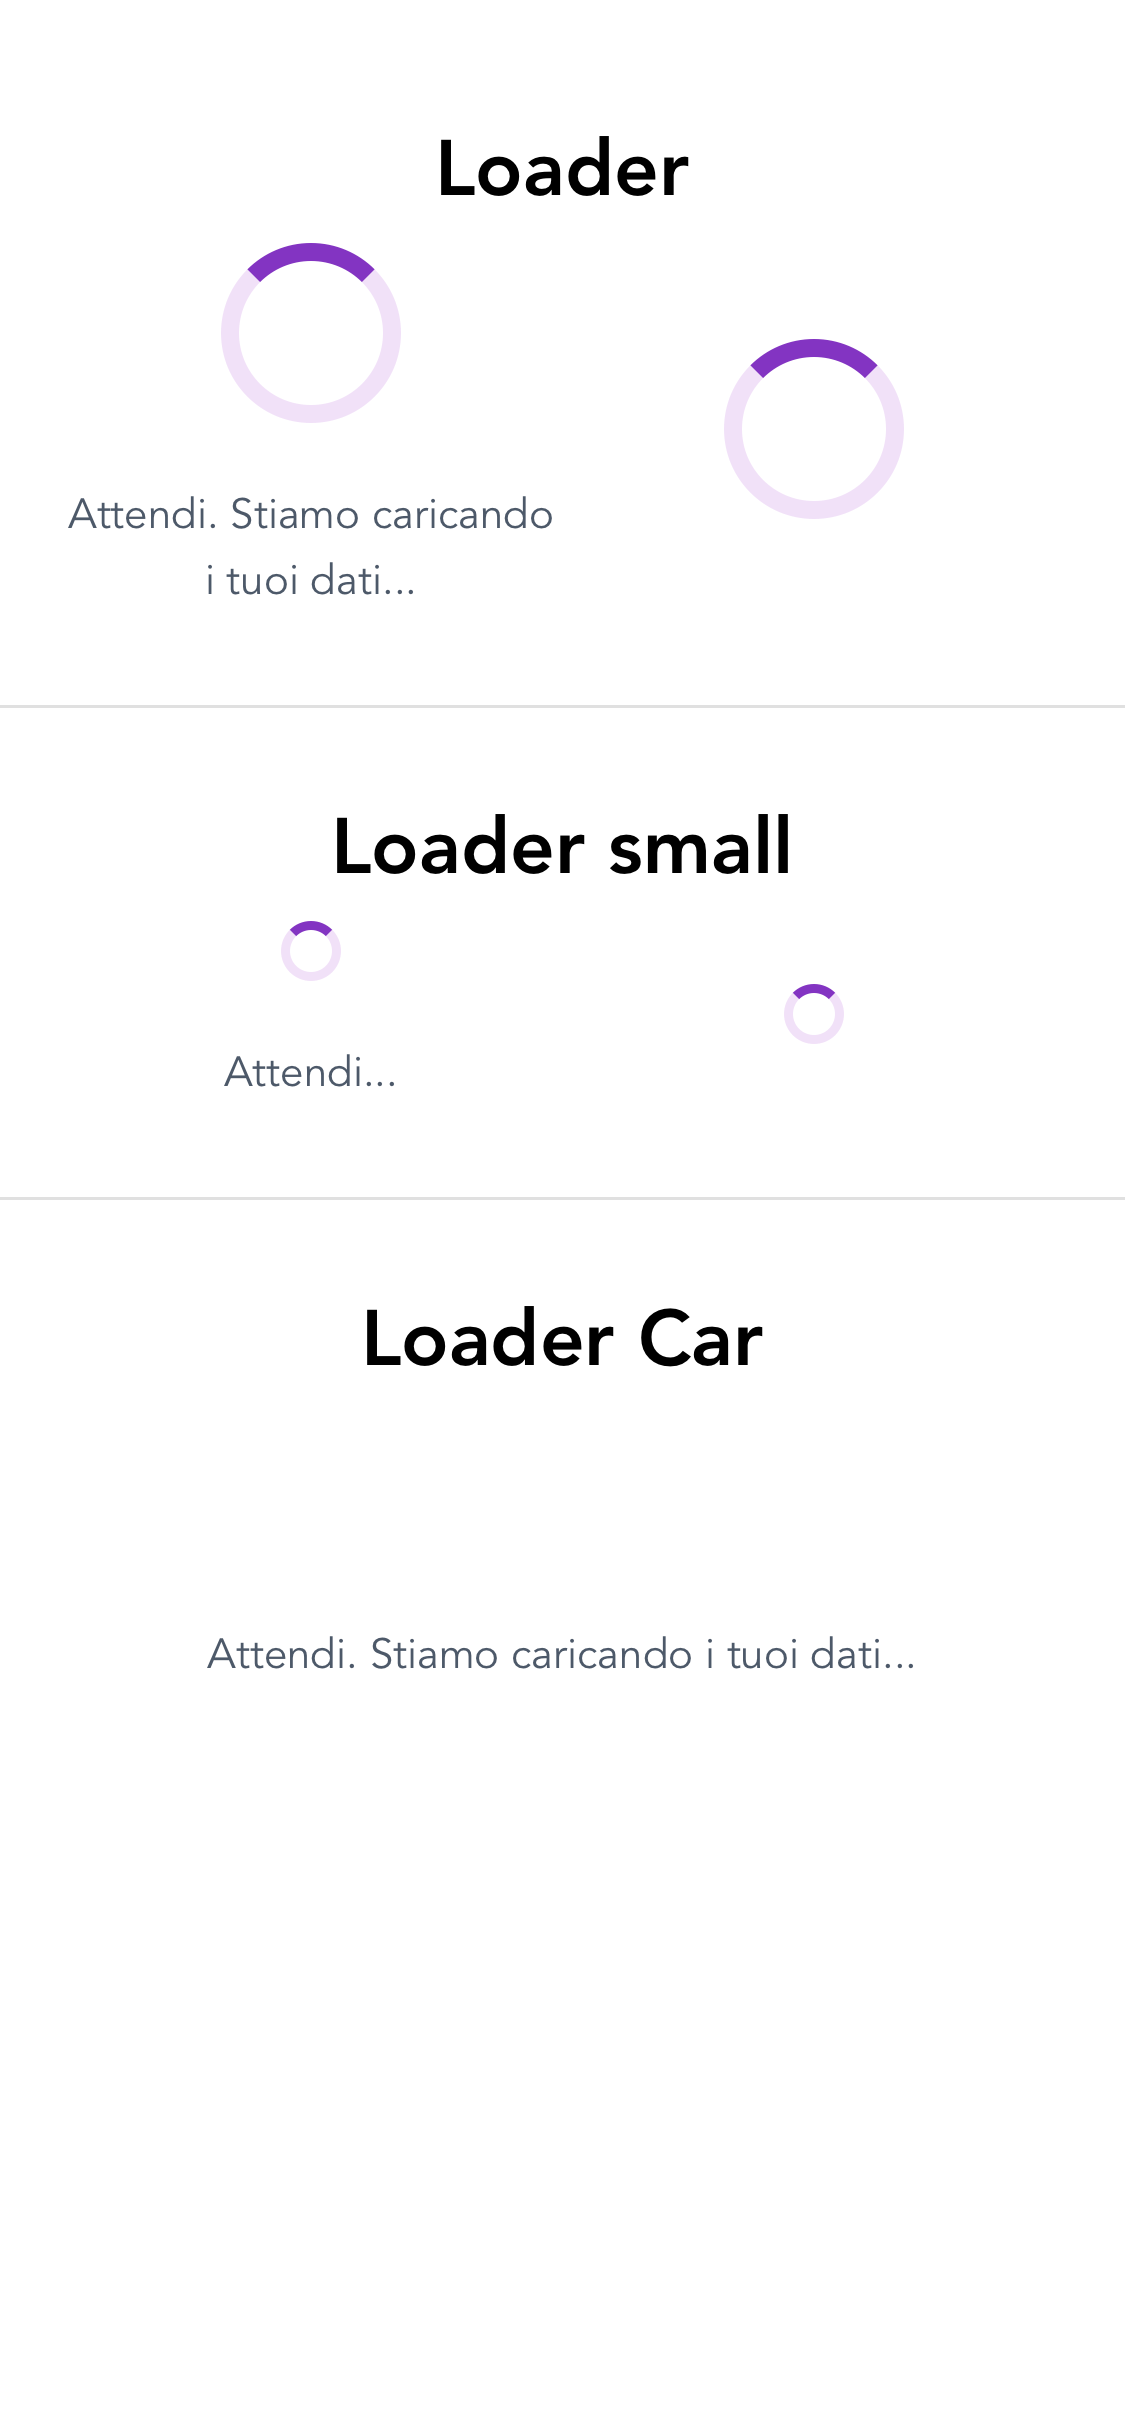 Loader
Attendi. Stiamo caricando
i tuoi dati...
Loader small
Attendi...
Loader Car
Attendi. Stiamo caricando i tuoi dati...